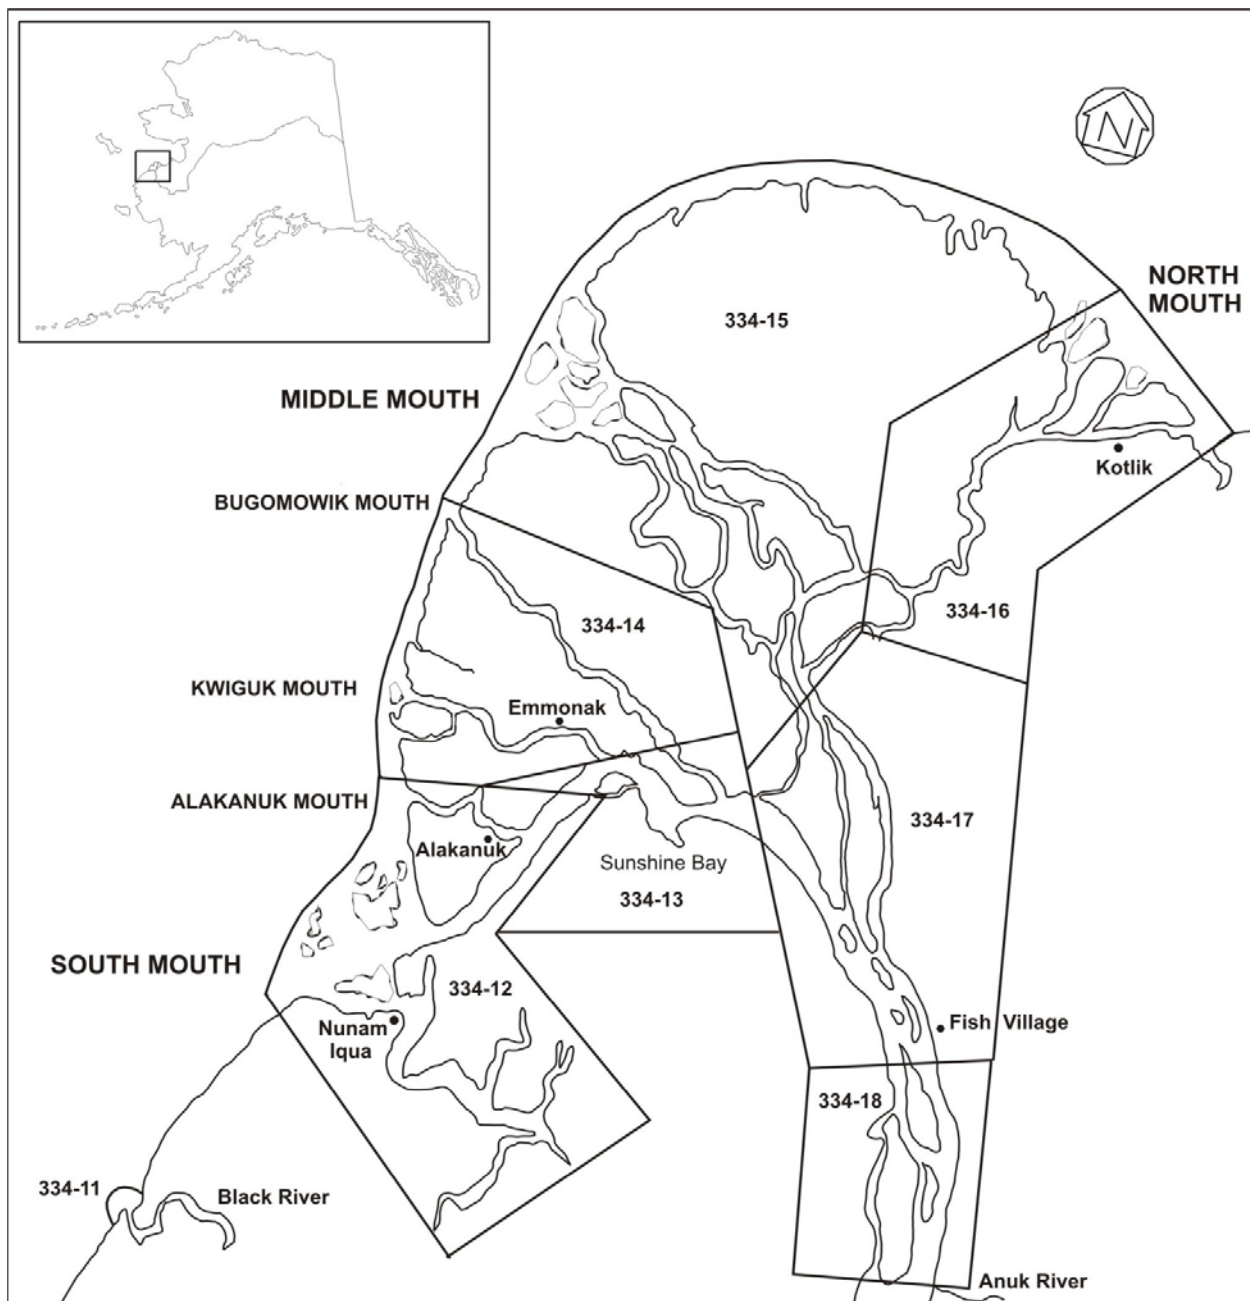 N
NORTH
MOUTH
334-15
MIDDLE MOUTH
Kotlik
BUGOMOWIK MOUTH
334-16
334-14
KWIGUK MOUTH
Emmonak
ALAKANUK MOUTH
334-17
Alakanuk
Sunshine Bay
334-13
SOUTH MOUTH
334-12
Nunam
Iqua
Fish Village
334-18
334-11
Black River
Anuk River